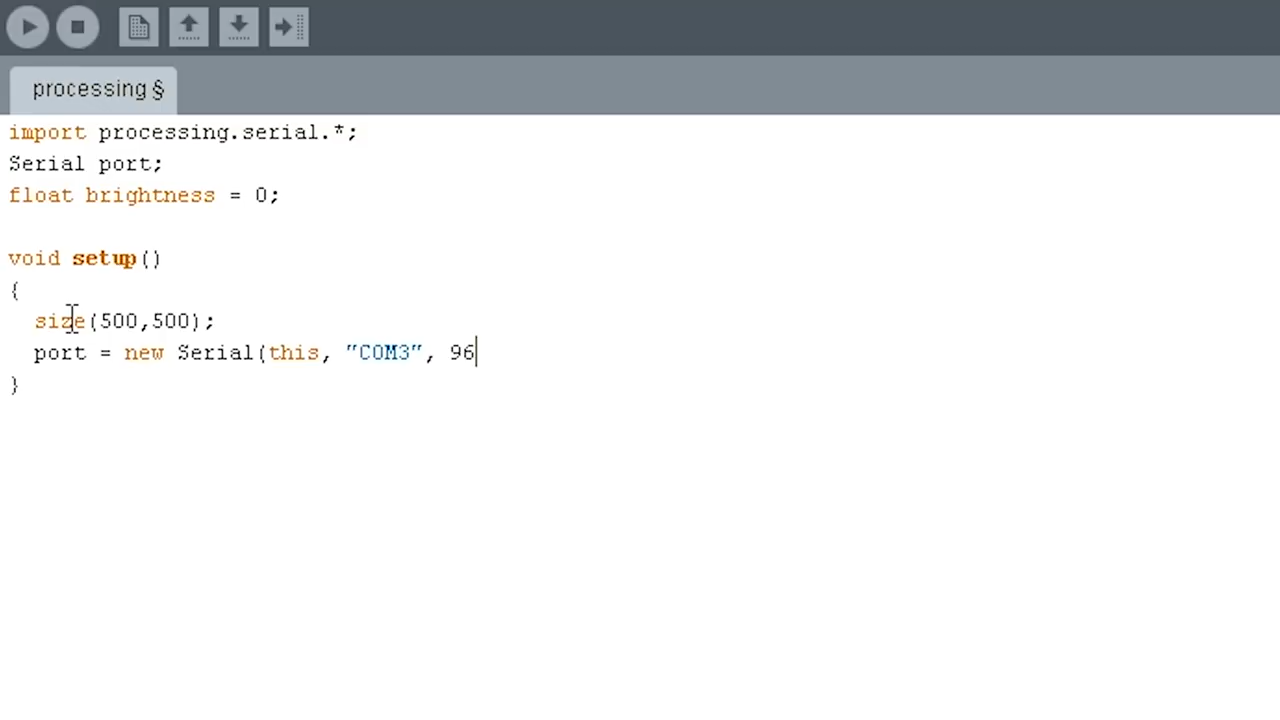 processing §
import processing.serial.*;
Serial port;
float brightness = 0;
void setup()
{
size(500,500);
port = new Serial(this, "COM3", 96
}